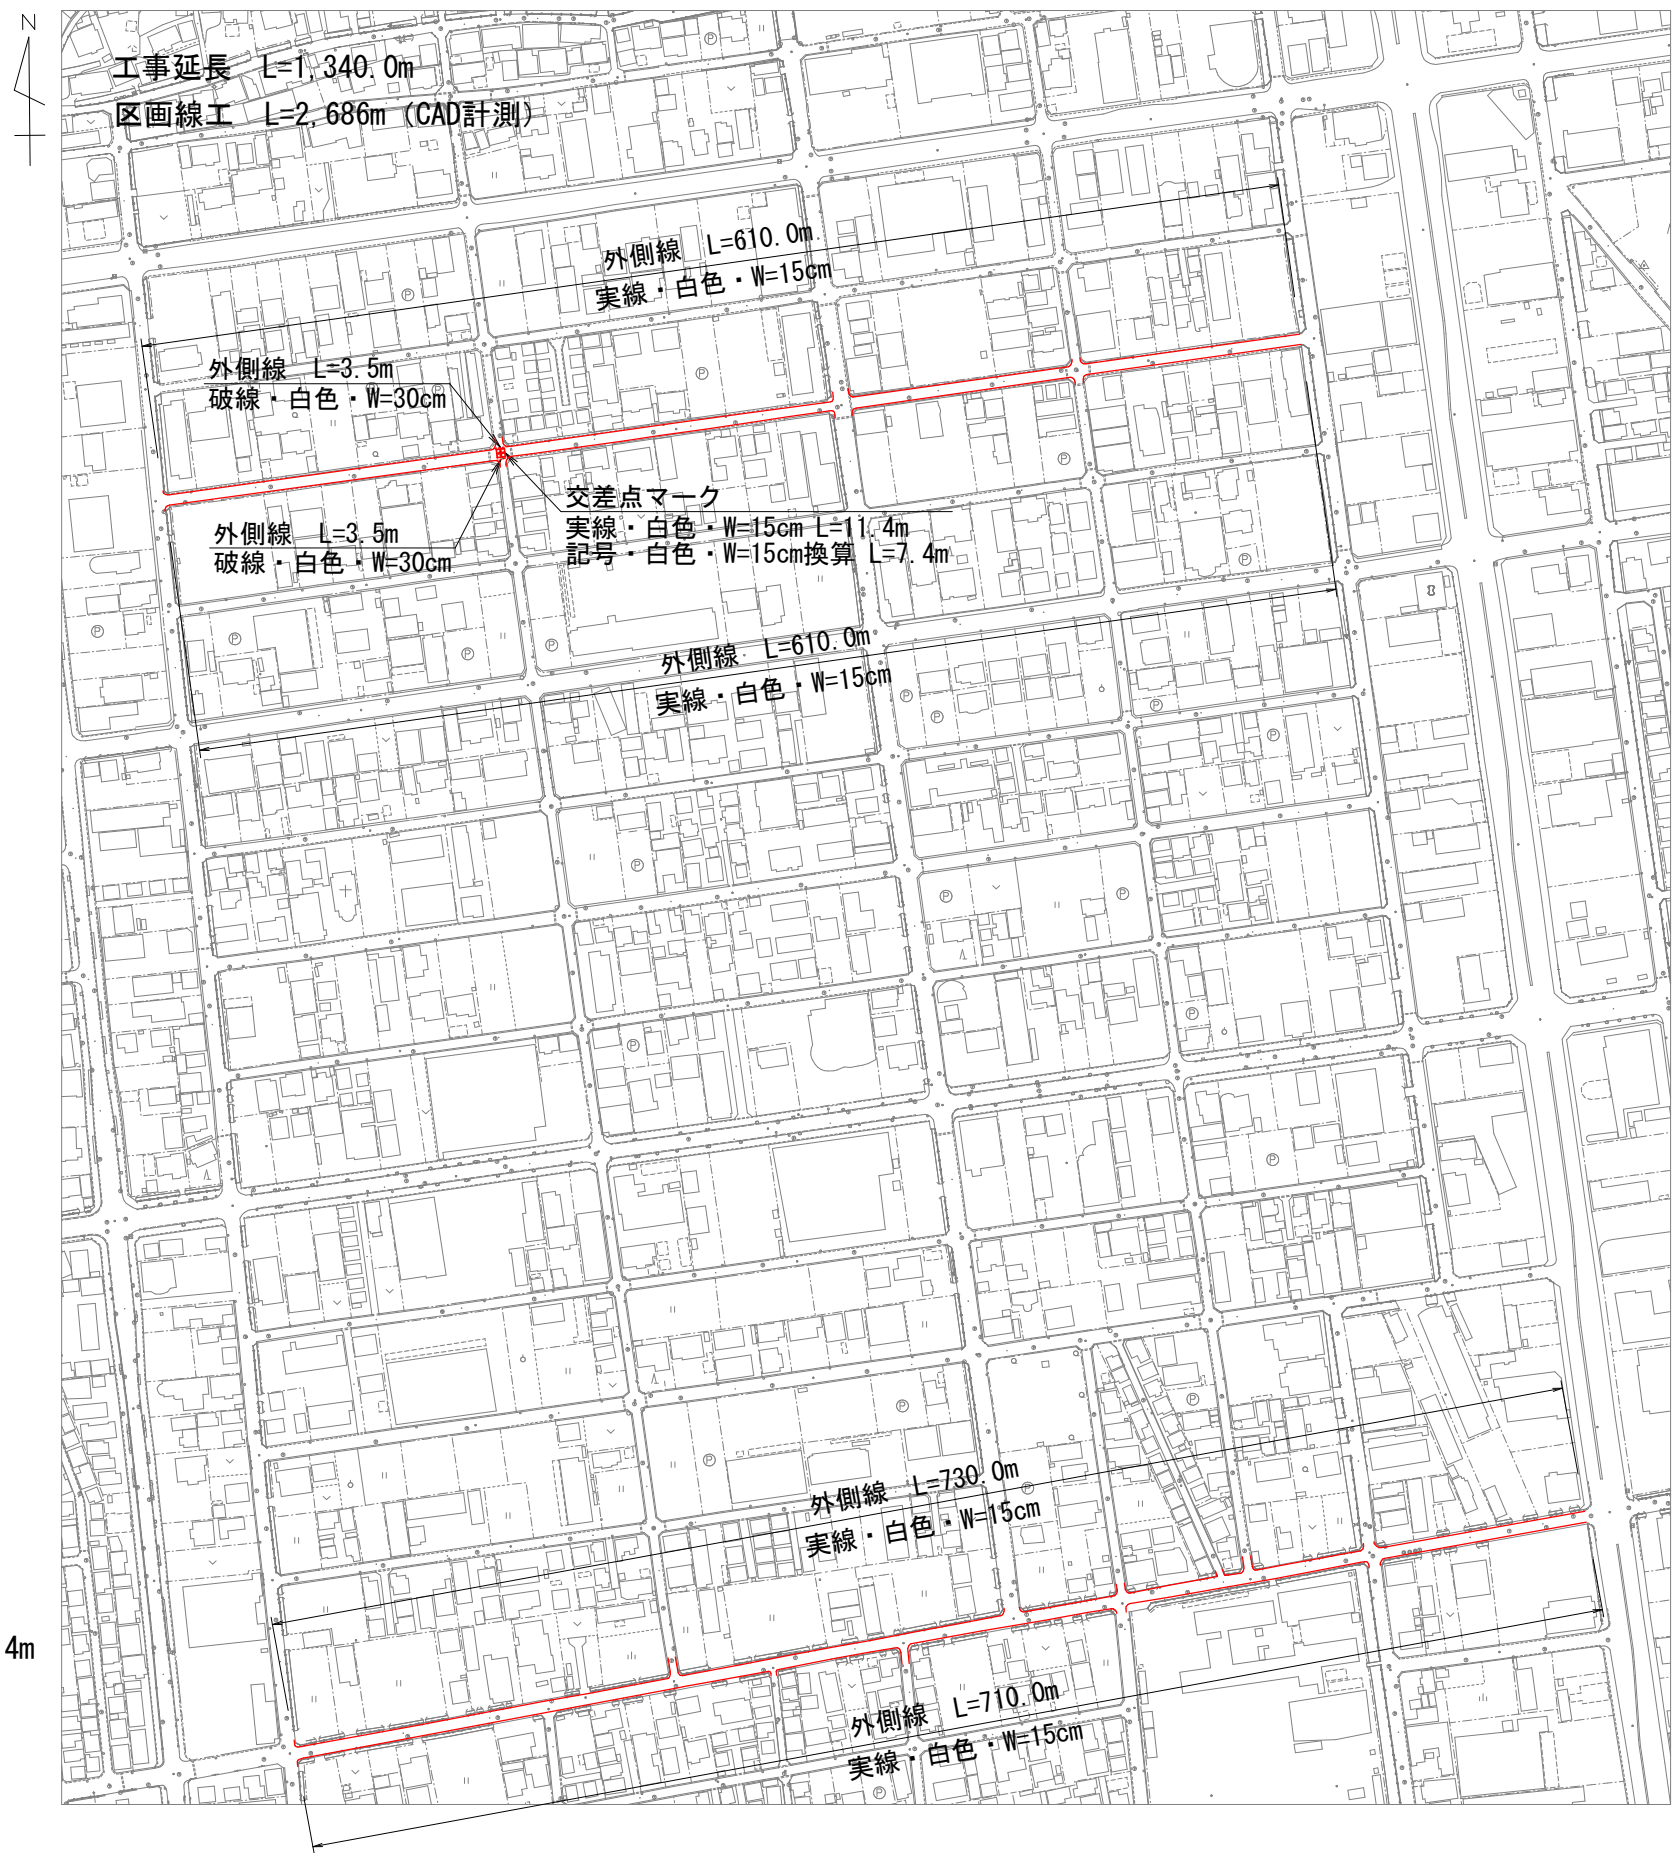 N
工事延長 L=1,340.0m
区画線工 L=2,686m (CAD計測)
外側線 L=610.0m
実線・白色・W=15cm
外側線 L=3.5m
破線・白色・W=30cm
外側線 L=3.5m
破線・白色・W=30cm
交差点マーク
実線・白色・W=15cm L=11.4m
記号・白色・W=15cm換算 L=7.4m
外側線 L=610.0m
実線・白色・W=15cm
外側線 L=730.0m
実線・白色・W=15cm
4m
外側線 L=710.0m
実線・白色・W=15cm